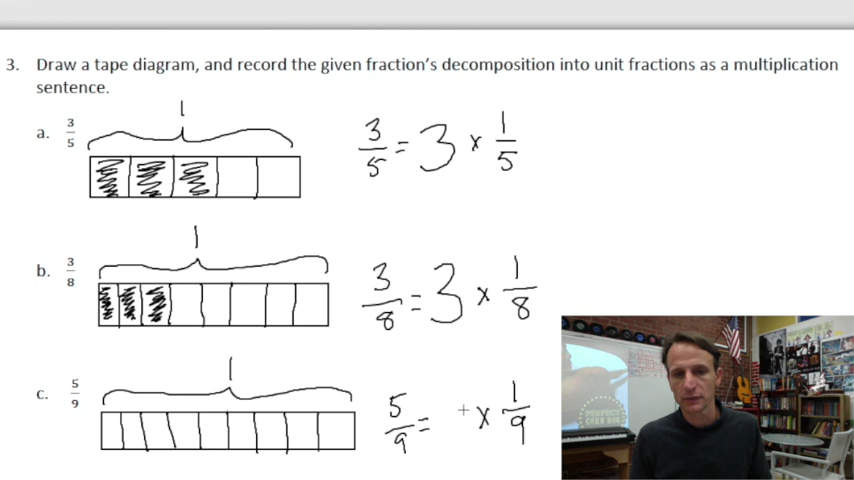 3. Draw a tape diagram, and record the given fraction's decomposition into unit fractions as a multiplication
sentence.
1
a. 3/5
3/5 = 3 x 1/5
1
b. 3/8
3/8 = 3 x 1/8
1
c. 5/9
5/9 = x 1/9
PERFECT